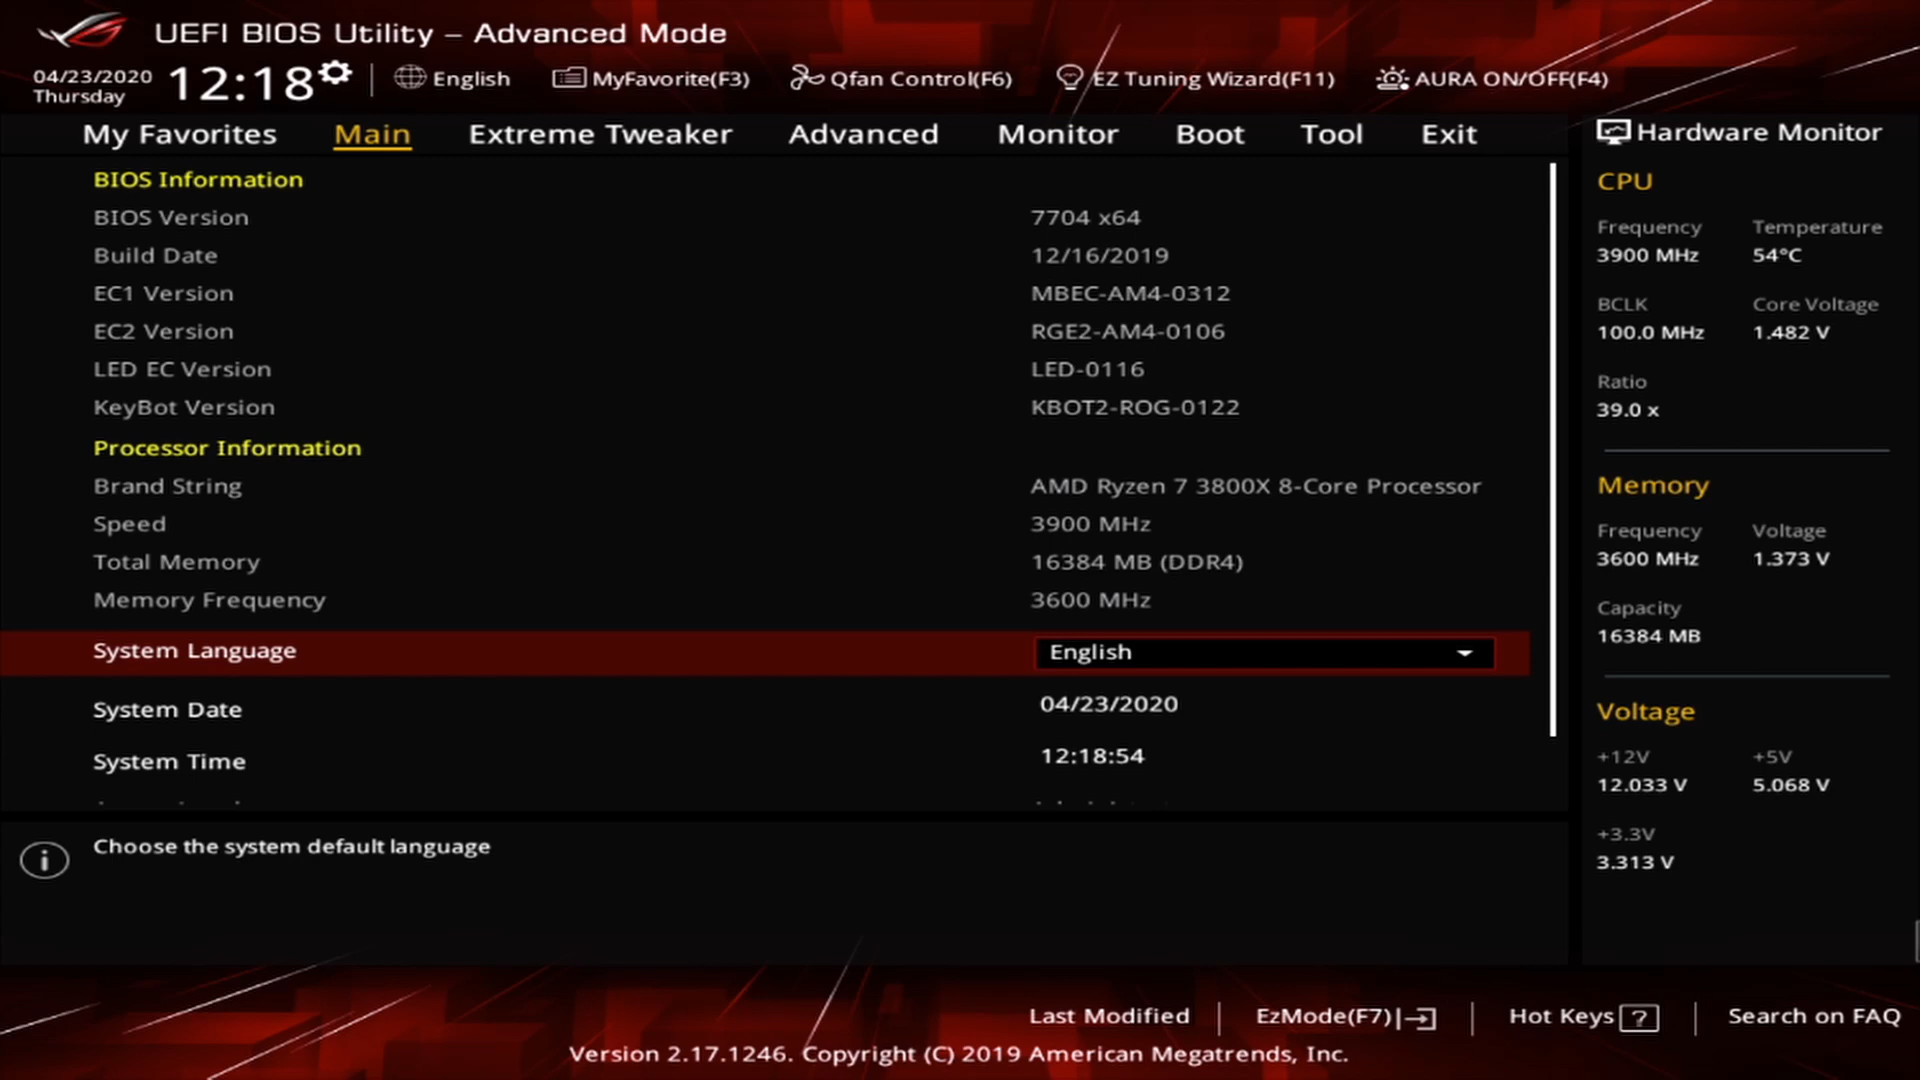 UEFI BIOS Utility – Advanced Mode
04/23/2020
Thursday
12:18
English
MyFavorite(F3)
Qfan Control(F6)
EZ Tuning Wizard(F11)
AURA ON/OFF(F4)
My Favorites
Main
Extreme Tweaker
Advanced
Monitor
Boot
Tool
Exit
BIOS Information
BIOS Version 7704 x64
Build Date 12/16/2019
EC1 Version MBEC-AM4-0312
EC2 Version RGE2-AM4-0106
LED EC Version LED-0116
KeyBot Version KBOT2-ROG-0122
Processor Information
Brand String AMD Ryzen 7 3800X 8-Core Processor
Speed 3900 MHz
Total Memory 16384 MB (DDR4)
Memory Frequency 3600 MHz
System Language English
System Date 04/23/2020
System Time 12:18:54
Choose the system default language
Hardware Monitor
CPU
Frequency Temperature
3900 MHz 54°C
BCLK Core Voltage
100.0 MHz 1.482 V
Ratio
39.0 x
Memory
Frequency Voltage
3600 MHz 1.373 V
Capacity
16384 MB
Voltage
+12V +5V
12.033 V 5.068 V
+3.3V
3.313 V
Last Modified
EzMode(F7)
Hot Keys ?
Search on FAQ
Version 2.17.1246. Copyright (C) 2019 American Megatrends, Inc.